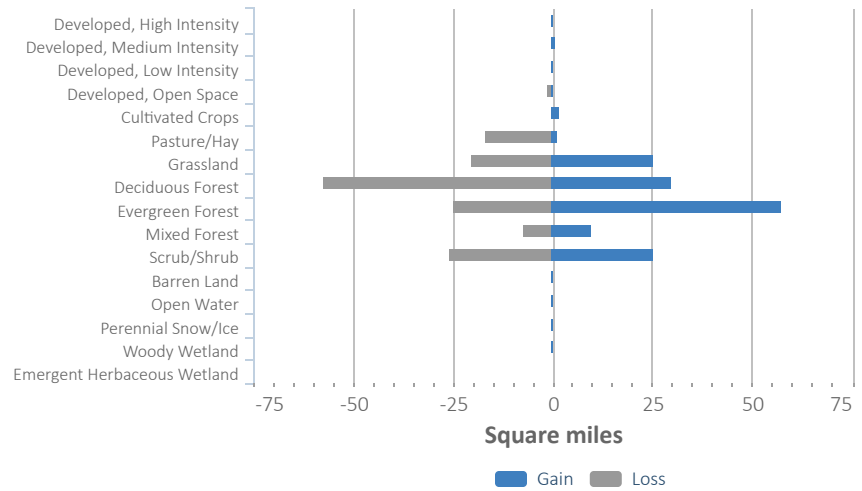 Developed, High Intensity
Developed, Medium Intensity
Developed, Low Intensity
Developed, Open Space
Cultivated Crops
Pasture/Hay
Grassland
Deciduous Forest
Evergreen Forest
Mixed Forest
Scrub/Shrub
Barren Land
Open Water
Perennial Snow/Ice
Woody Wetland
Emergent Herbaceous Wetland
-75 -50 -25 0 25 50 75
Square miles
Gain Loss